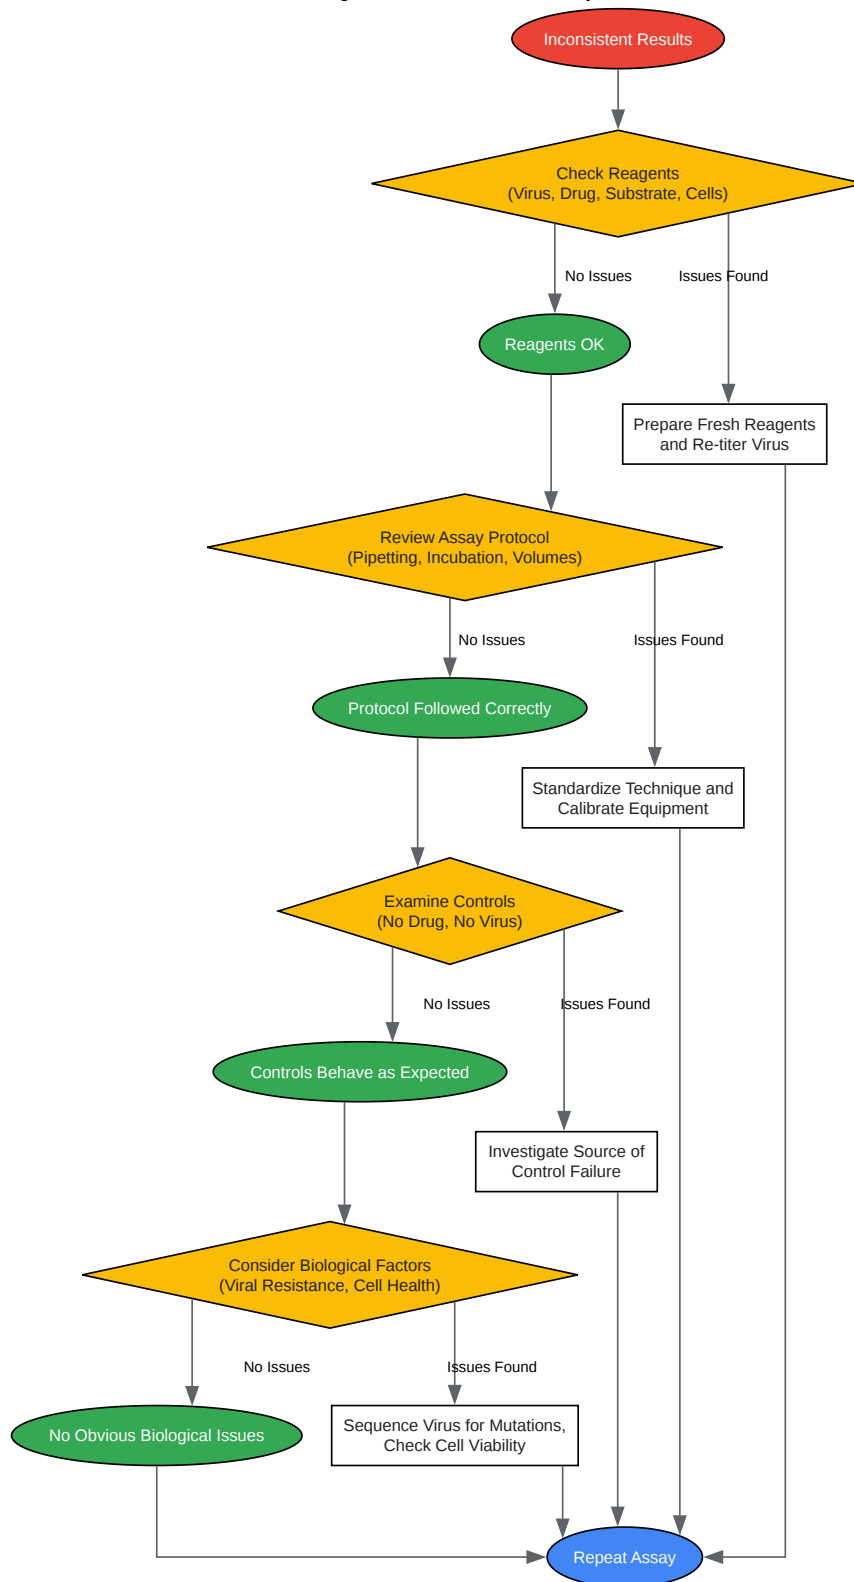 Inconsistent Results
Check Reagents
(Virus, Drug, Substrate, Cells)
No Issues
Issues Found
Reagents OK
Prepare Fresh Reagents
and Re-titer Virus
Review Assay Protocol
(Pipetting, Incubation, Volumes)
No Issues
Issues Found
Protocol Followed Correctly
Standardize Technique and
Calibrate Equipment
Examine Controls
(No Drug, No Virus)
No Issues
Issues Found
Controls Behave as Expected
Investigate Source of
Control Failure
Consider Biological Factors
(Viral Resistance, Cell Health)
No Issues
Issues Found
No Obvious Biological Issues
Sequence Virus for Mutations,
Check Cell Viability
Repeat Assay